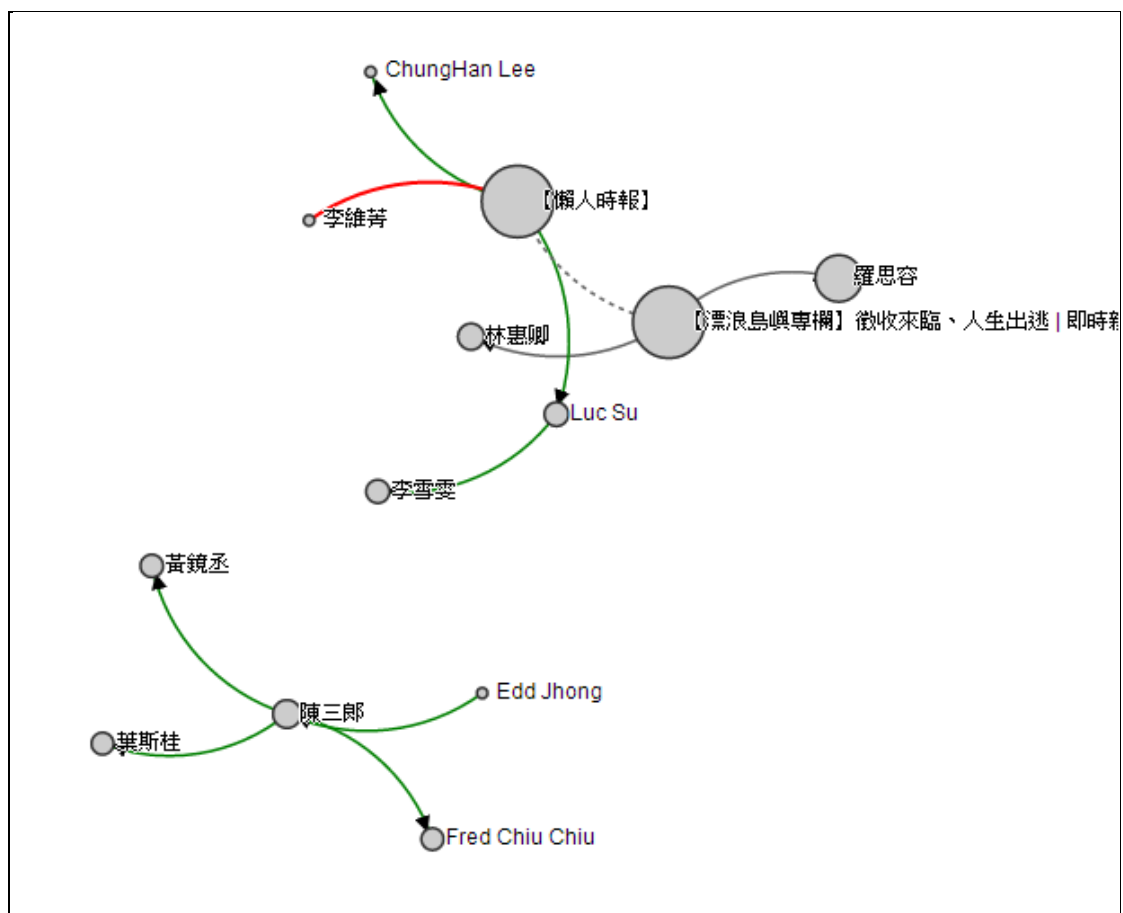 ChungHan Lee
【懶人時報】
李維菁
羅思容
【漂浪島嶼專欄】徵收來臨、人生出逃 | 即時新
林惠卿
Luc Su
李雪雯
黃鏡丞
Edd Jhong
陳三郎
葉斯桂
Fred Chiu Chiu